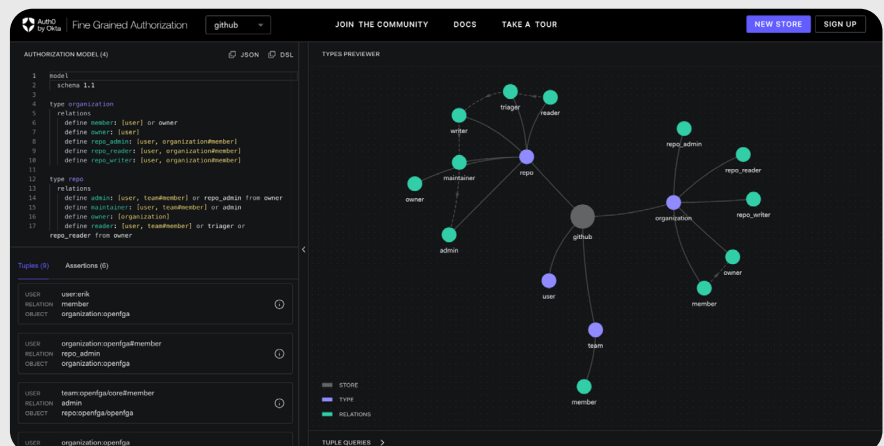 Auth0
by Okta
Fine Grained Authorization
github
JOIN THE COMMUNITY
DOCS
TAKE A TOUR
NEW STORE
SIGN UP
AUTHORIZATION MODEL (4)
JSON
DSL
1 model
2 schema 1.1
3
4 type organization
5 relations
6 define member: [user] or owner
7 define owner: [user]
8 define repo_admin: [user, organization#member]
9 define repo_reader: [user, organization#member]
10 define repo_writer: [user, organization#member]
11
12 type repo
13 relations
14 define admin: [user, team#member] or repo_admin from owner
15 define maintainer: [user, team#member] or admin
16 define owner: [organization]
17 define reader: [user, team#member] or triager or
repo_reader from owner
Tuples (9)
Assertions (6)
USER user:erik
RELATION member
OBJECT organization:openfga
USER organization:openfga#member
RELATION repo_admin
OBJECT organization:openfga
USER team:openfga/core#member
RELATION admin
OBJECT repo:openfga/openfga
USER organization:openfga
TYPES PREVIEWER
triager
reader
writer
repo_admin
repo_reader
maintainer
repo
owner
repo_writer
organization
github
admin
owner
user
member
team
member
STORE
TYPE
RELATIONS
TUPLE QUERIES